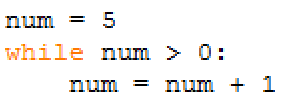 num = 5
while num > 0:
    num = num + 1